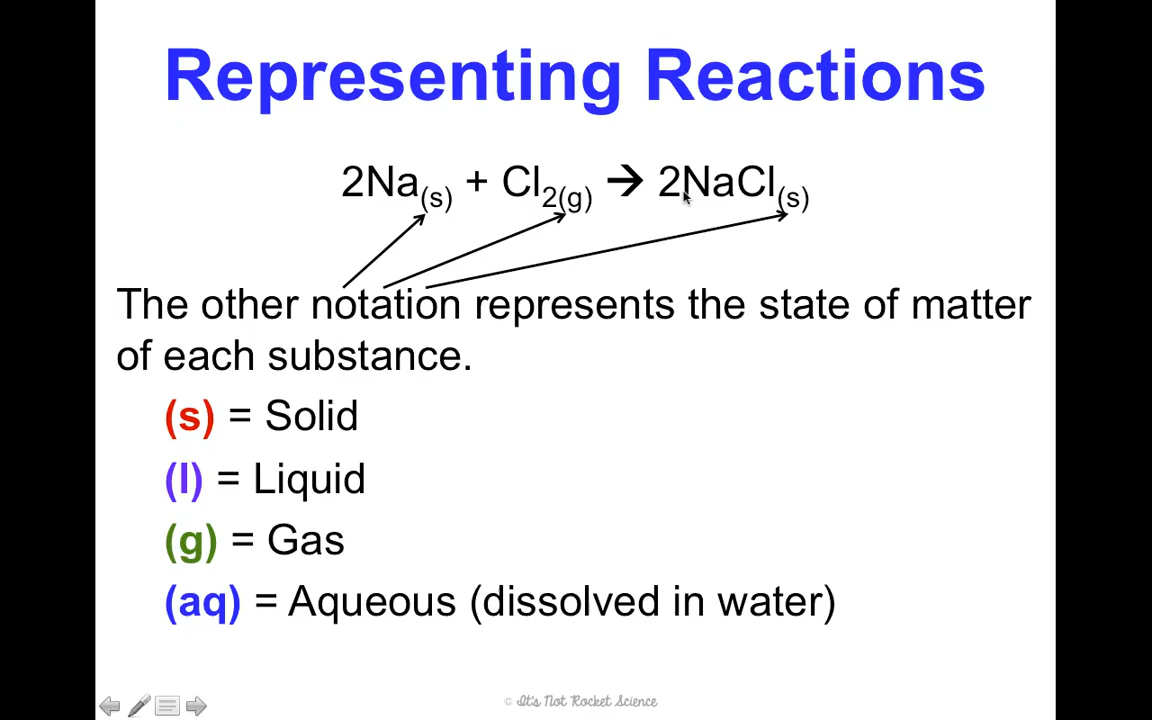 Representing Reactions
2Na(s) + Cl2(g) → 2NaCl(s)
The other notation represents the state of matter
of each substance.
(s) = Solid
(l) = Liquid
(g) = Gas
(aq) = Aqueous (dissolved in water)
© It's Not Rocket Science